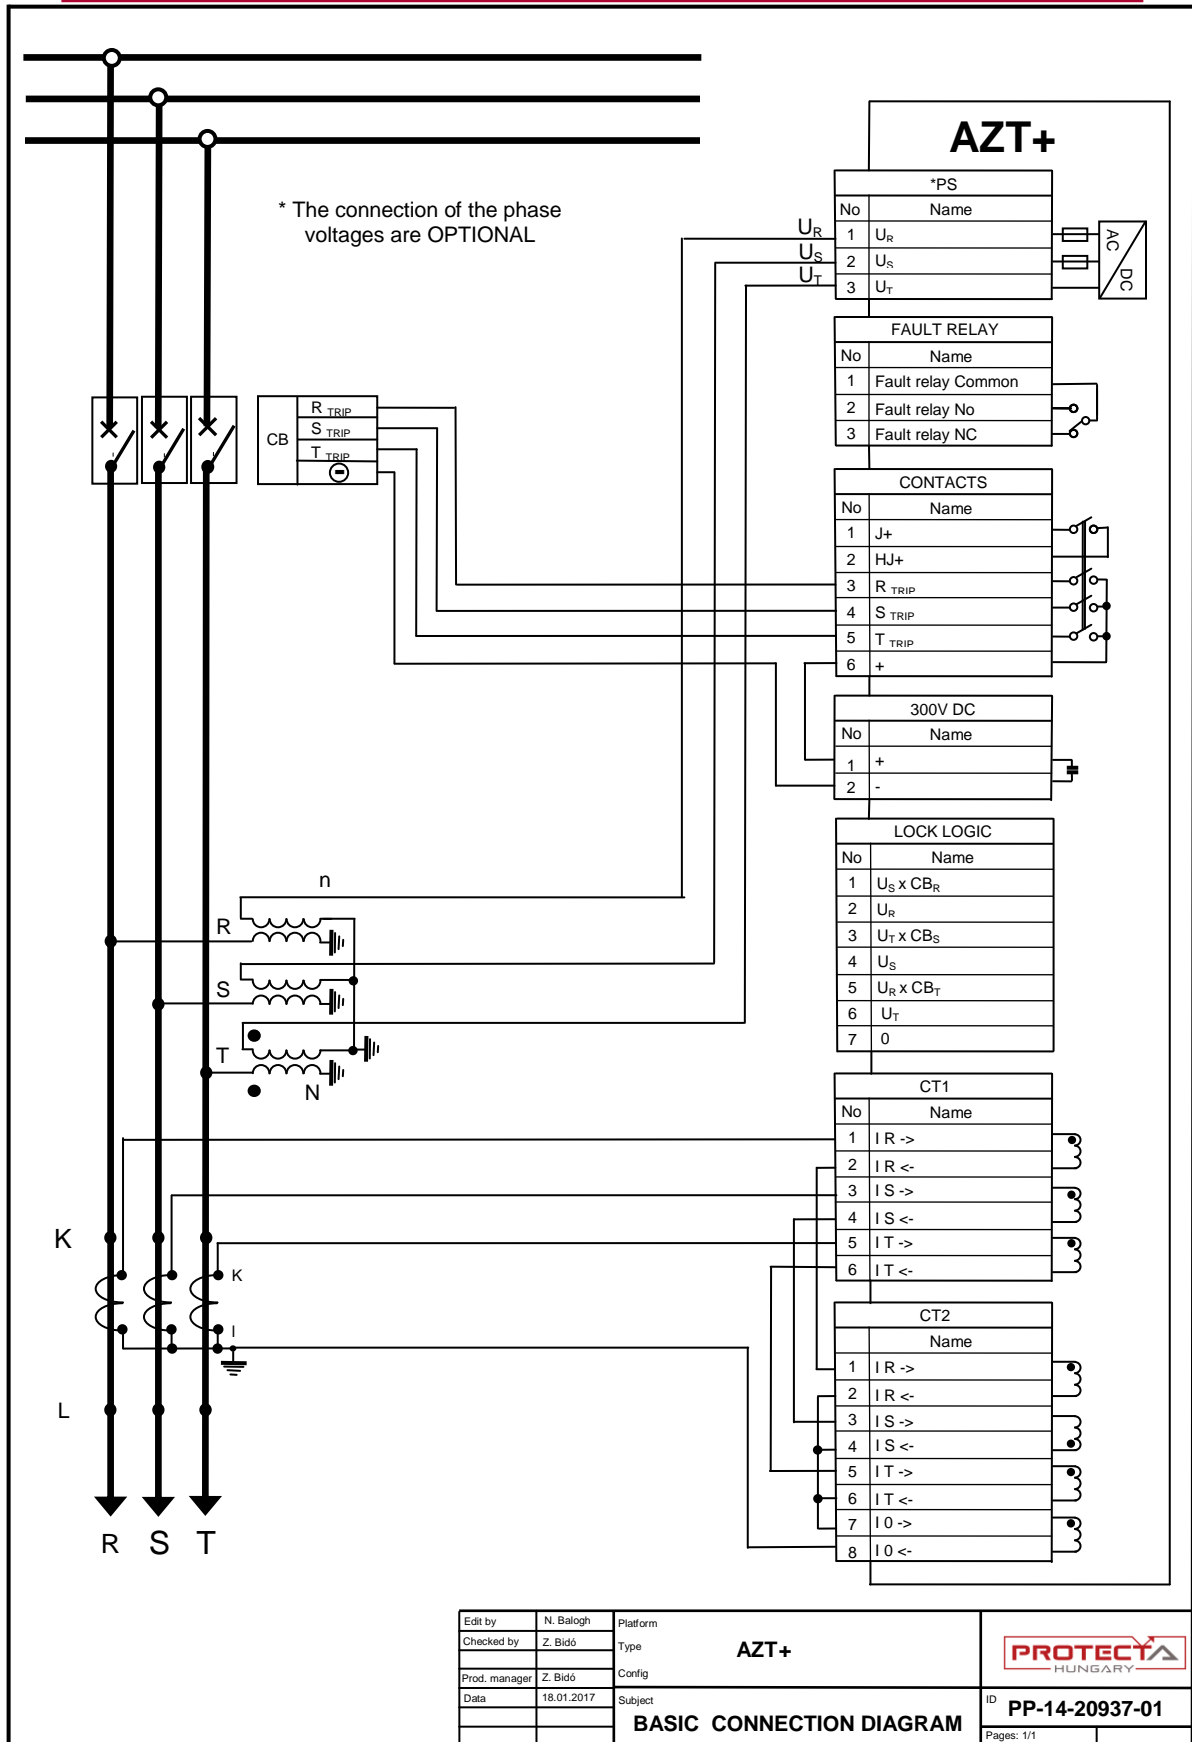 AZT+
* The connection of the phase
voltages are OPTIONAL
*PS
No Name
1 UR
2 US
3 UT
UR
US
UT
AC
DC
FAULT RELAY
No Name
1 Fault relay Common
2 Fault relay No
3 Fault relay NC
CB
R TRIP
S TRIP
T TRIP
-
CONTACTS
No Name
1 J+
2 HJ+
3 R TRIP
4 S TRIP
5 T TRIP
6 +
300V DC
No Name
1 +
2 -
LOCK LOGIC
No Name
1 US x CBR
2 UR
3 UT x CBS
4 US
5 UR x CBT
6 UT
7 0
n
R
S
T
N
CT1
No Name
1 I R ->
2 I R <-
3 I S ->
4 I S <-
5 I T ->
6 I T <-
K
K
l
L
CT2
Name
1 I R ->
2 I R <-
3 I S ->
4 I S <-
5 I T ->
6 I T <-
7 I 0 ->
8 I 0 <-
R S T
Edit by N. Balogh
Checked by Z. Bidó
Prod. manager Z. Bidó
Data 18.01.2017
Platform
Type AZT+
Config
Subject
BASIC CONNECTION DIAGRAM
PROTECTA
HUNGARY
ID PP-14-20937-01
Pages: 1/1